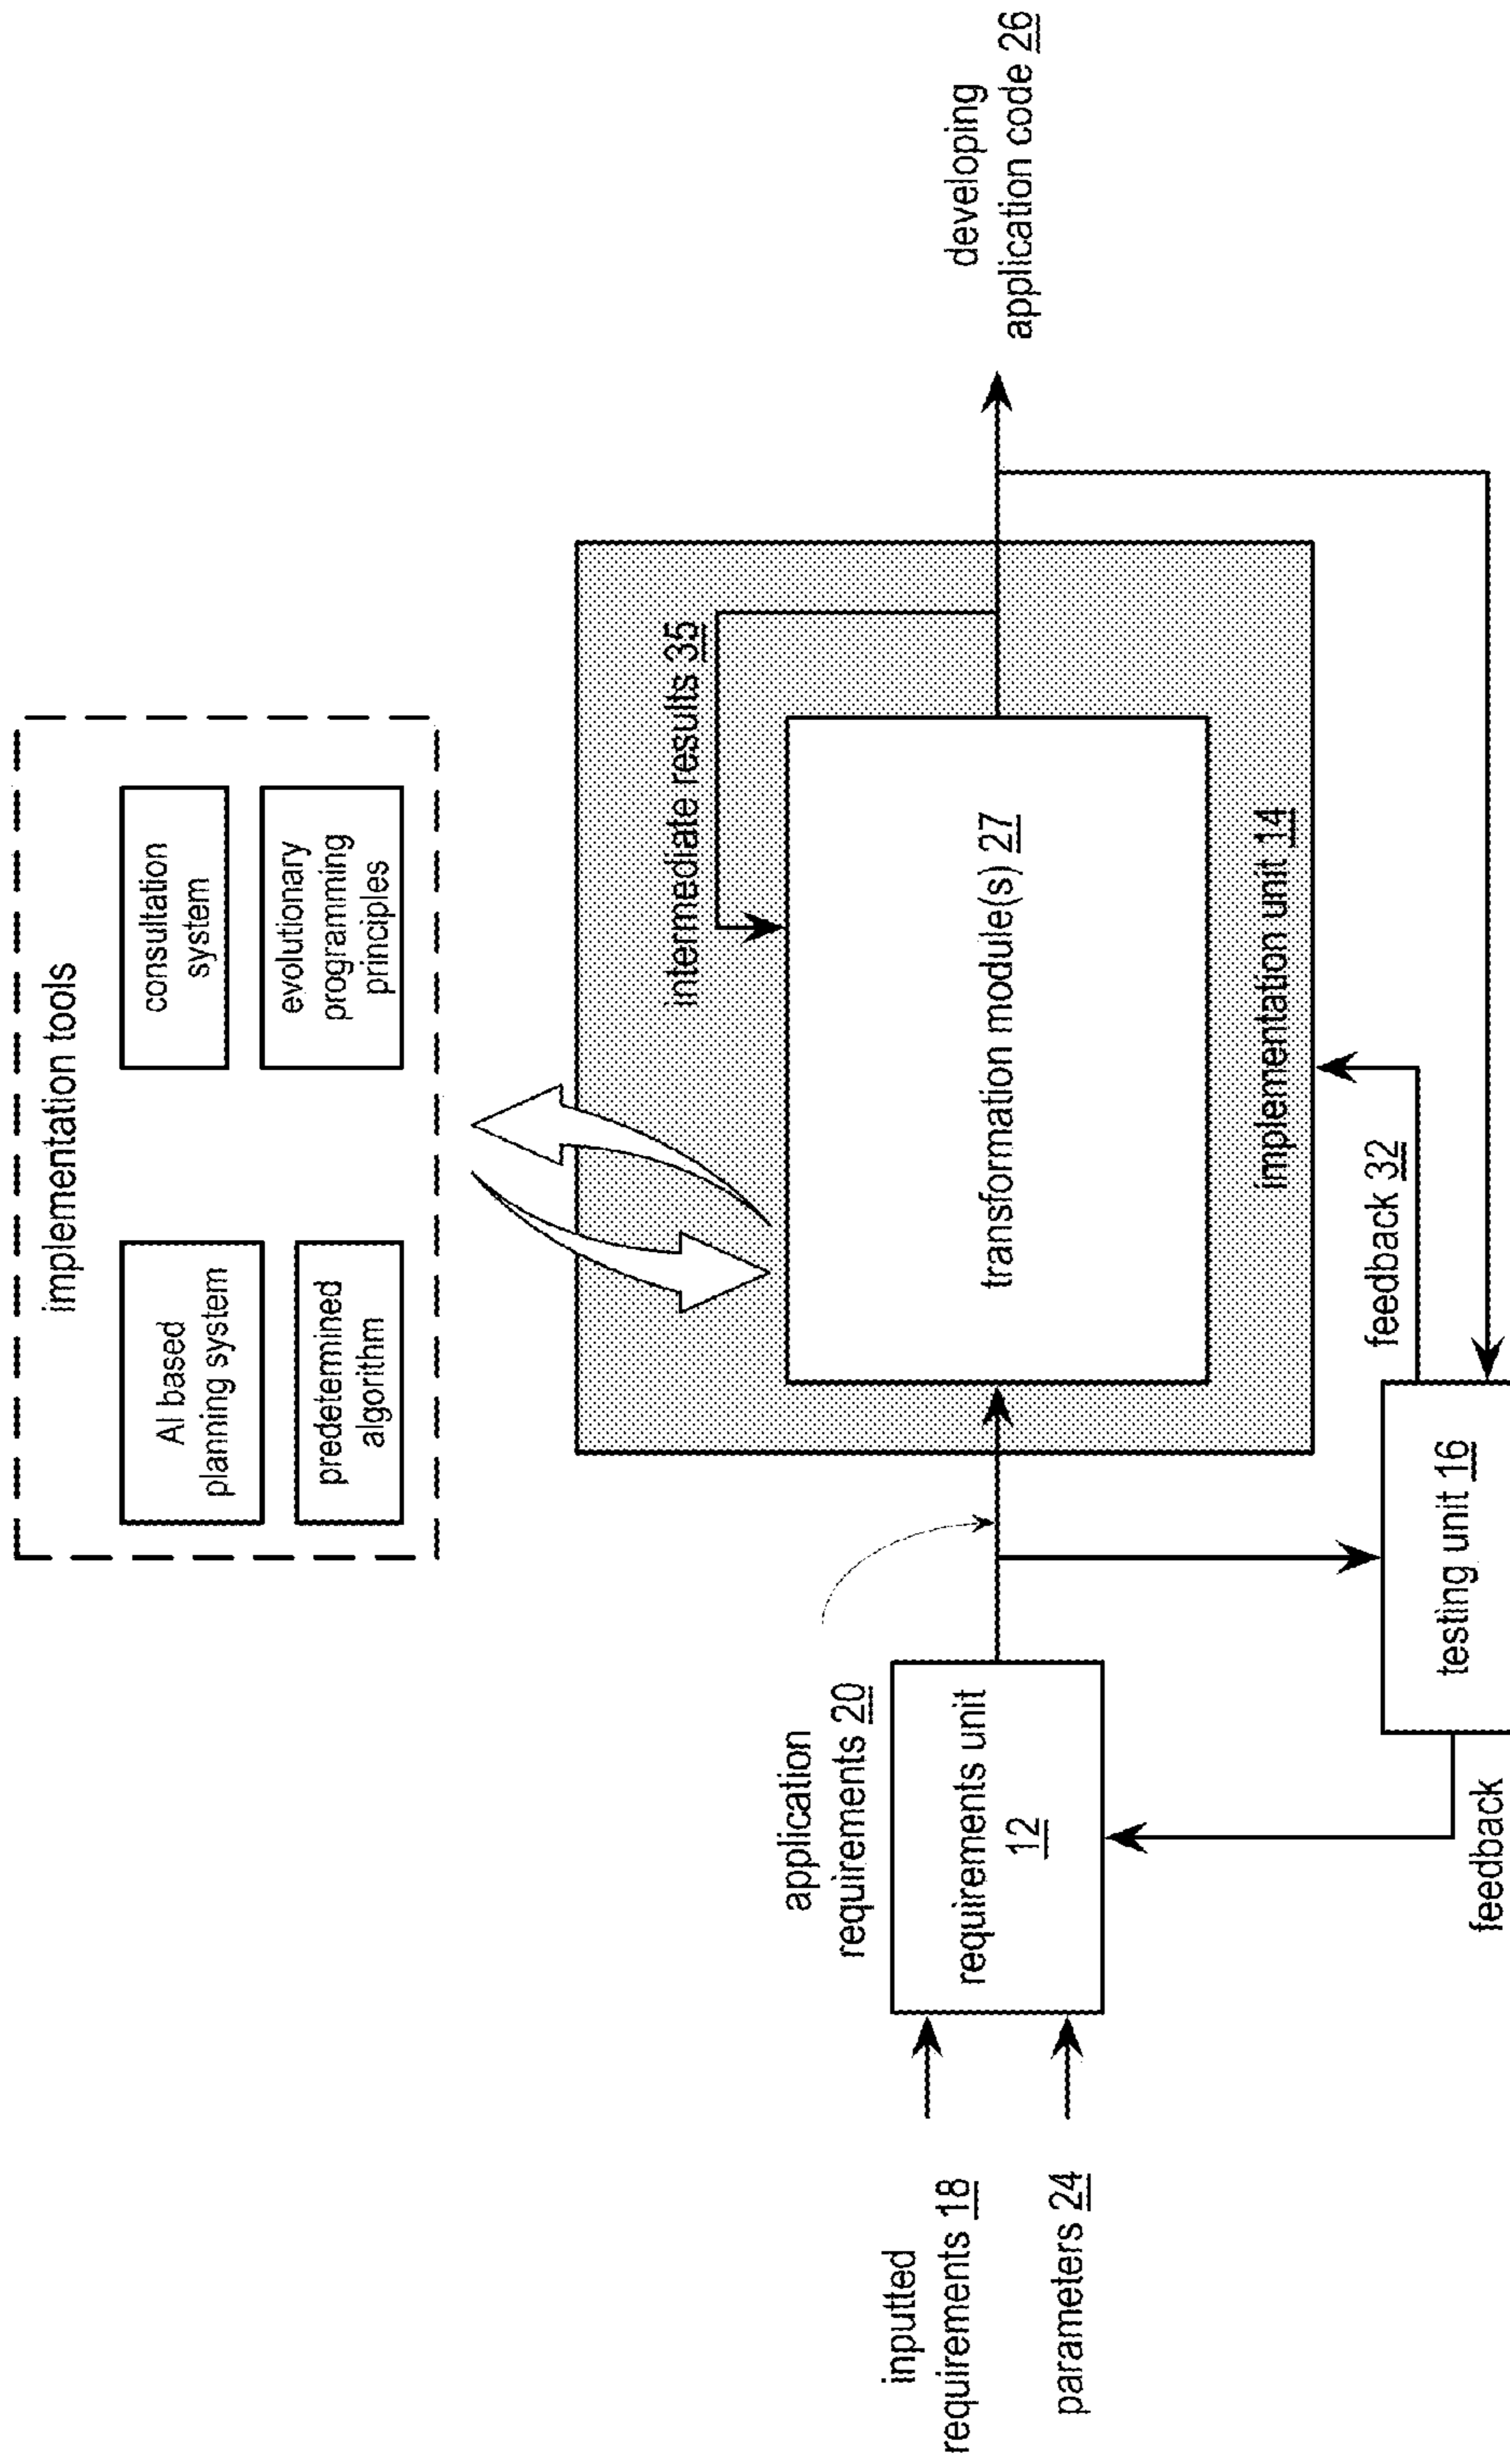 implementation tools
AI based
planning system
consultation
system
predetermined
algorithm
evolutionary
programming
principles
intermediate results 35
application
requirements 20
inputted
requirements 18
parameters 24
requirements unit
12
transformation module(s) 27
implementation unit 14
developing
application code 26
feedback 32
testing unit 16
feedback